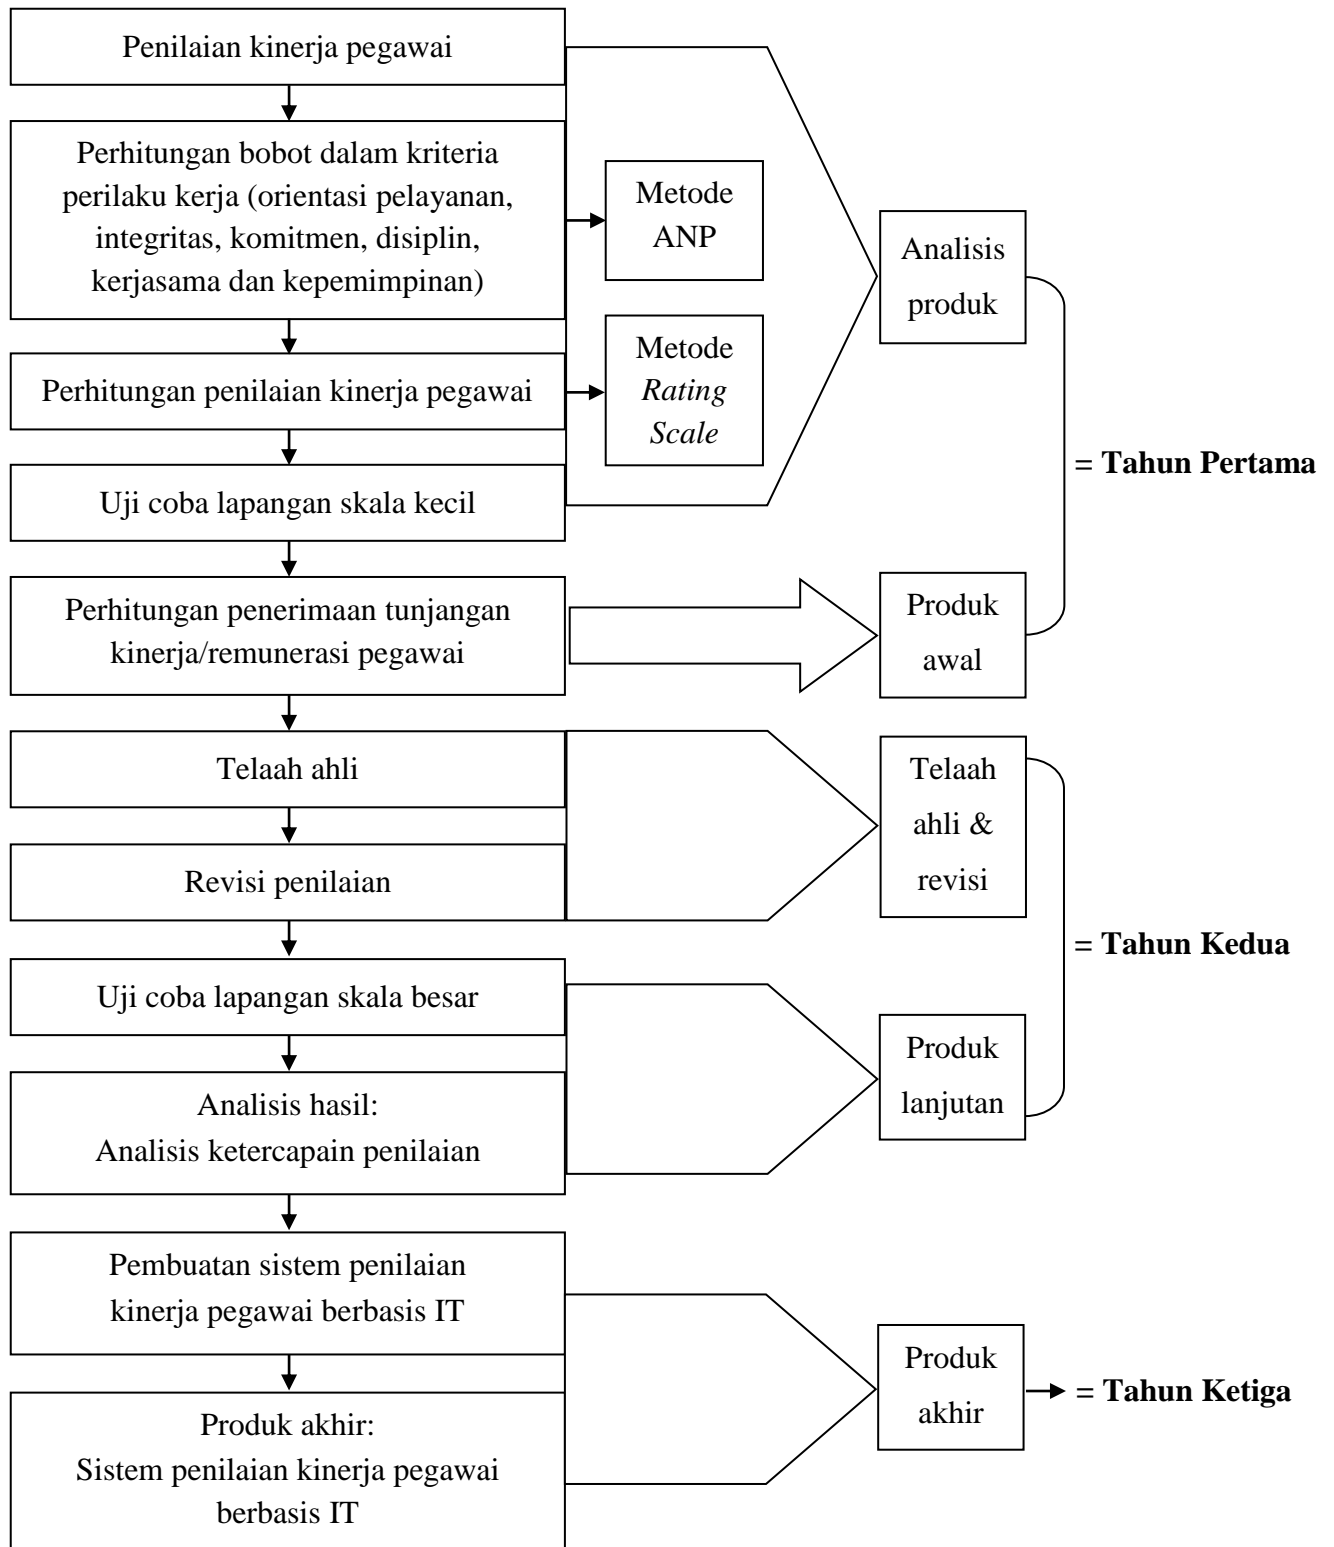 Penilaian kinerja pegawai
Perhitungan bobot dalam kriteria
perilaku kerja (orientasi pelayanan,
integritas, komitmen, disiplin,
kerjasama dan kepemimpinan)
Metode
ANP
Perhitungan penilaian kinerja pegawai
Metode
Rating
Scale
Uji coba lapangan skala kecil
Analisis
produk
Perhitungan penerimaan tunjangan
kinerja/remunerasi pegawai
Produk
awal
= Tahun Pertama
Telaah ahli
Revisi penilaian
Telaah
ahli &
revisi
Uji coba lapangan skala besar
Analisis hasil:
Analisis ketercapain penilaian
Produk
lanjutan
= Tahun Kedua
Pembuatan sistem penilaian
kinerja pegawai berbasis IT
Produk akhir:
Sistem penilaian kinerja pegawai
berbasis IT
Produk
akhir
= Tahun Ketiga